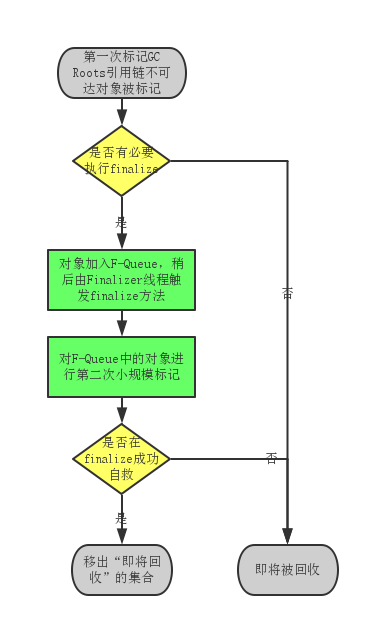 第一次标记GC
Roots引用链不可
达对象被标记
是否有必要
执行finalize
是
否
对象加入F-Queue，稍
后由Finalizer线程触
发finalize方法
对F-Queue中的对象进
行第二次小规模标记
是否在
finalize成功
自救
否
是
移出“即将回
收”的集合
即将被回收